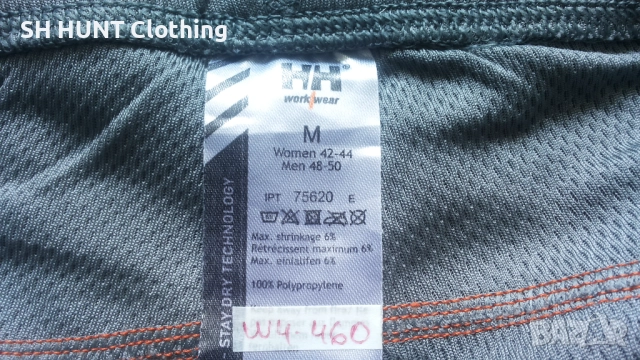 SH HUNT Clothing
HH
workwear
M
Women 42-44
Men 48-50
IPT 75620 E
Max. shrinkage 6%
Rétrécissent maximum 6%
Max. einlaufen 6%
100% Polypropylene
STAY DRY TECHNOLOGY
W4-460